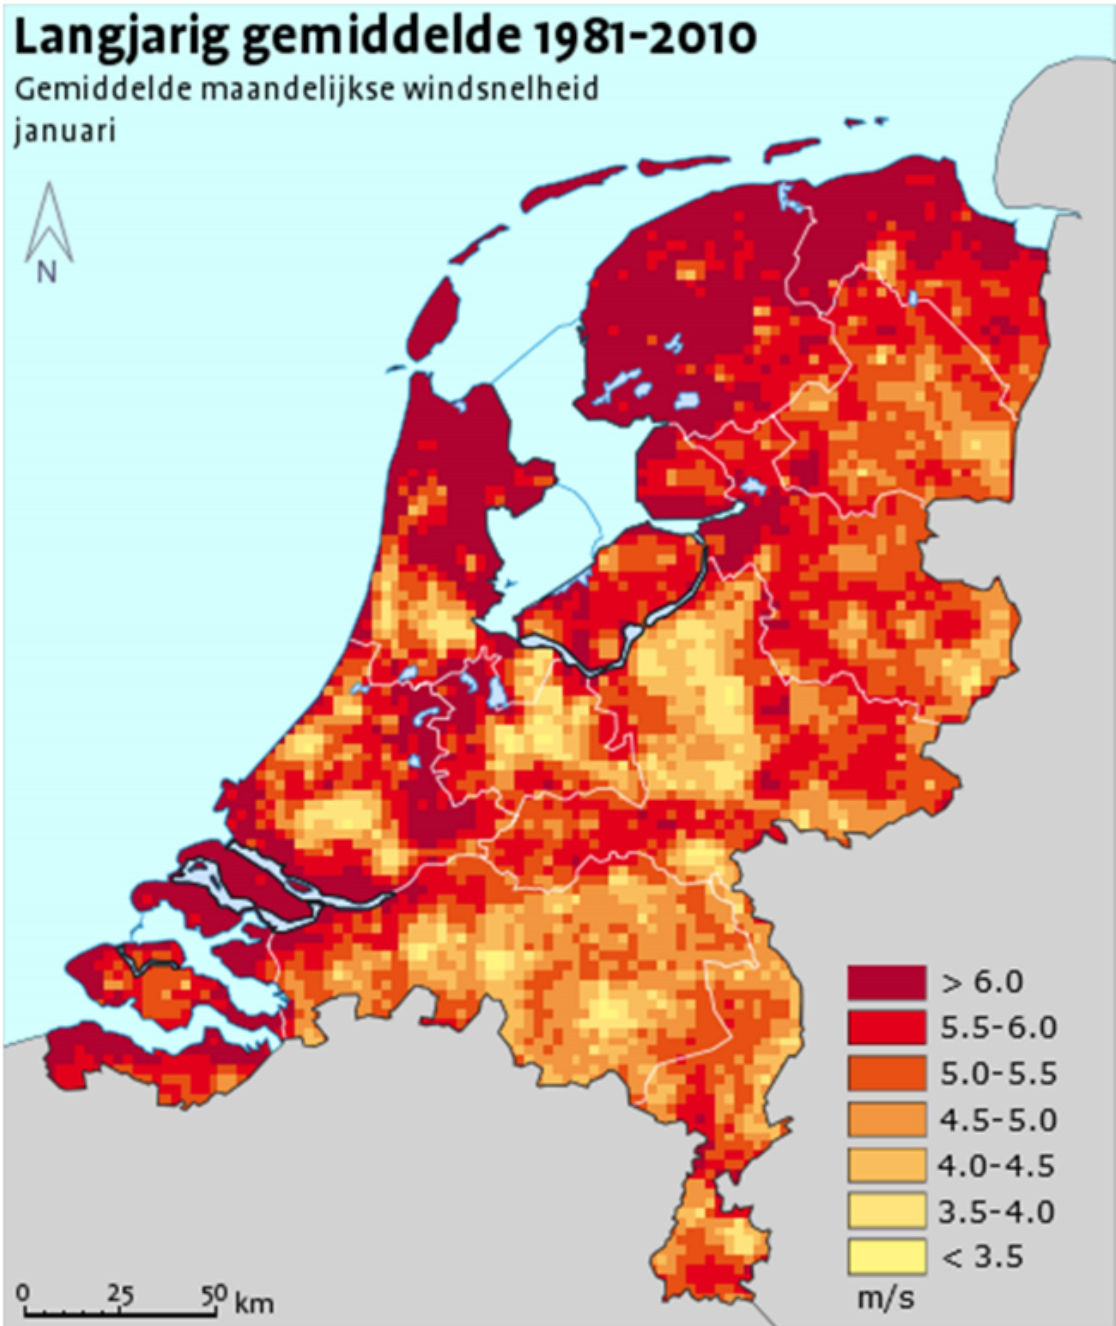 Langjarig gemiddelde 1981-2010
Gemiddelde maandelijkse windsnelheid
januari
N
> 6.0
5.5-6.0
5.0-5.5
4.5-5.0
4.0-4.5
3.5-4.0
< 3.5
m/s
0 25 50 km